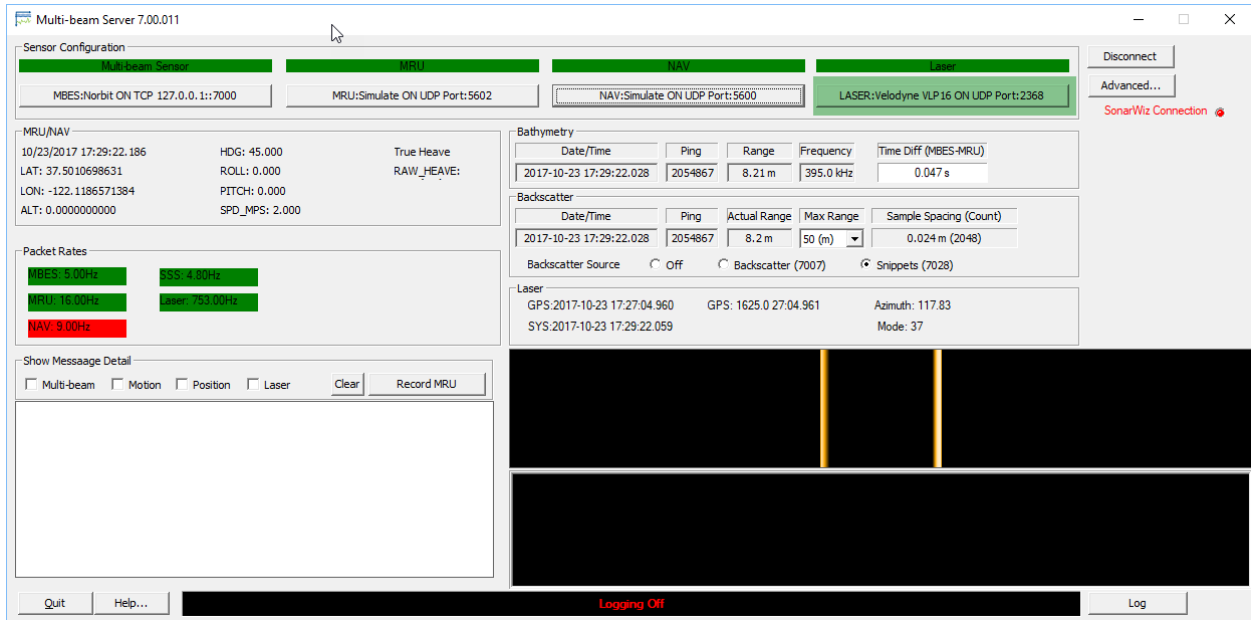 Multi-beam Server 7.00.011
Sensor Configuration
Multi-beam Sensor MRU NAV Laser
MBES:Norbit ON TCP 127.0.0.1::7000 MRU:Simulate ON UDP Port:5602 NAV:Simulate ON UDP Port:5600 LASER:Velodyne VLP16 ON UDP Port:2368
Disconnect
Advanced...
SonarWiz Connection
MRU/NAV
10/23/2017 17:29:22.186 HDG: 45.000 True Heave
LAT: 37.5010698631 ROLL: 0.000 RAW_HEAVE:
LON: -122.1186571384 PITCH: 0.000
ALT: 0.0000000000 SPD_MPS: 2.000
Bathymetry
Date/Time Ping Range Frequency Time Diff (MBES-MRU)
2017-10-23 17:29:22.028 2054867 8.21 m 395.0 kHz 0.047 s
Backscatter
Date/Time Ping Actual Range Max Range Sample Spacing (Count)
2017-10-23 17:29:22.028 2054867 8.2 m 50 (m) 0.024 m (2048)
Backscatter Source Off Backscatter (7007) Snippets (7028)
Packet Rates
MBES: 5.00Hz SSS: 4.80Hz
MRU: 16.00Hz Laser: 753.00Hz
NAV: 9.00Hz
Laser
GPS:2017-10-23 17:27:04.960 GPS: 1625.0 27:04.961 Azimuth: 117.83
SYS:2017-10-23 17:29:22.059 Mode: 37
Show Messaage Detail
Multi-beam Motion Position Laser Clear Record MRU
Quit Help... Logging Off Log